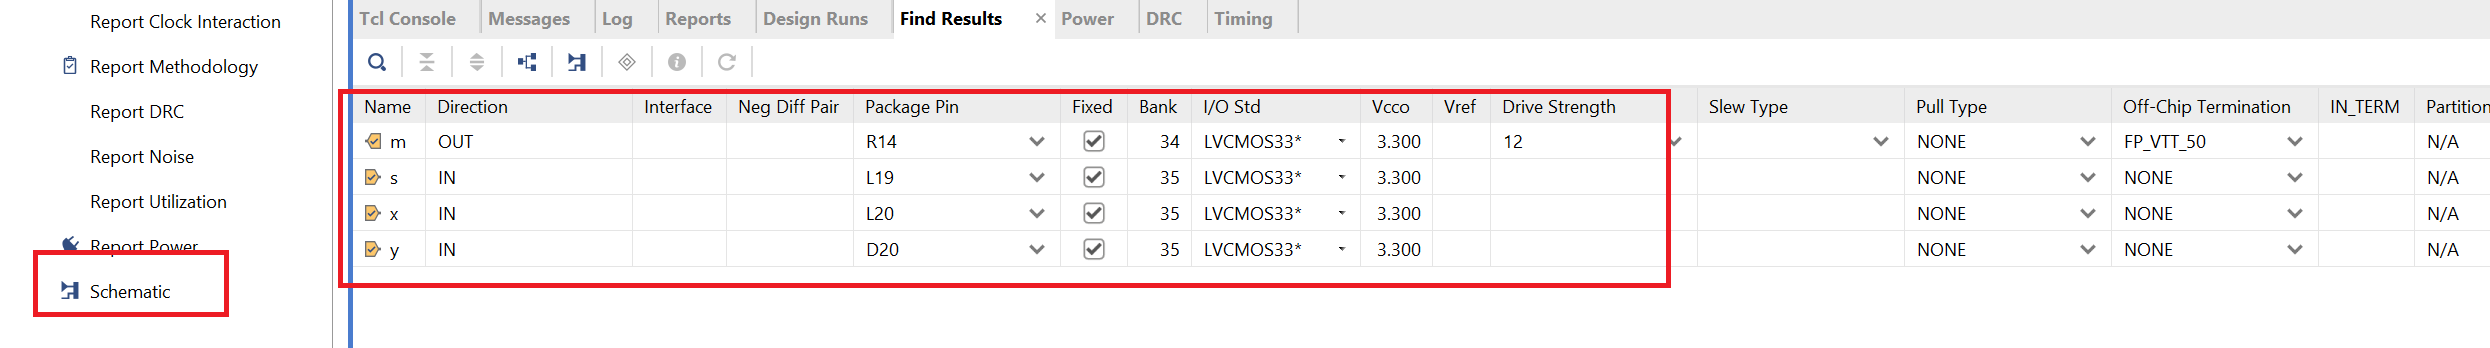 Report Clock Interaction
Report Methodology
Report DRC
Report Noise
Report Utilization
Report Power
Schematic
Tcl Console Messages Log Reports Design Runs Find Results × Power DRC Timing
Name Direction Interface Neg Diff Pair Package Pin Fixed Bank I/O Std Vcco Vref Drive Strength Slew Type Pull Type Off-Chip Termination IN_TERM Partition
m OUT R14 34 LVCMOS33* 3.300 12 NONE FP_VTT_50 N/A
s IN L19 35 LVCMOS33* 3.300 NONE NONE N/A
x IN L20 35 LVCMOS33* 3.300 NONE NONE N/A
y IN D20 35 LVCMOS33* 3.300 NONE NONE N/A